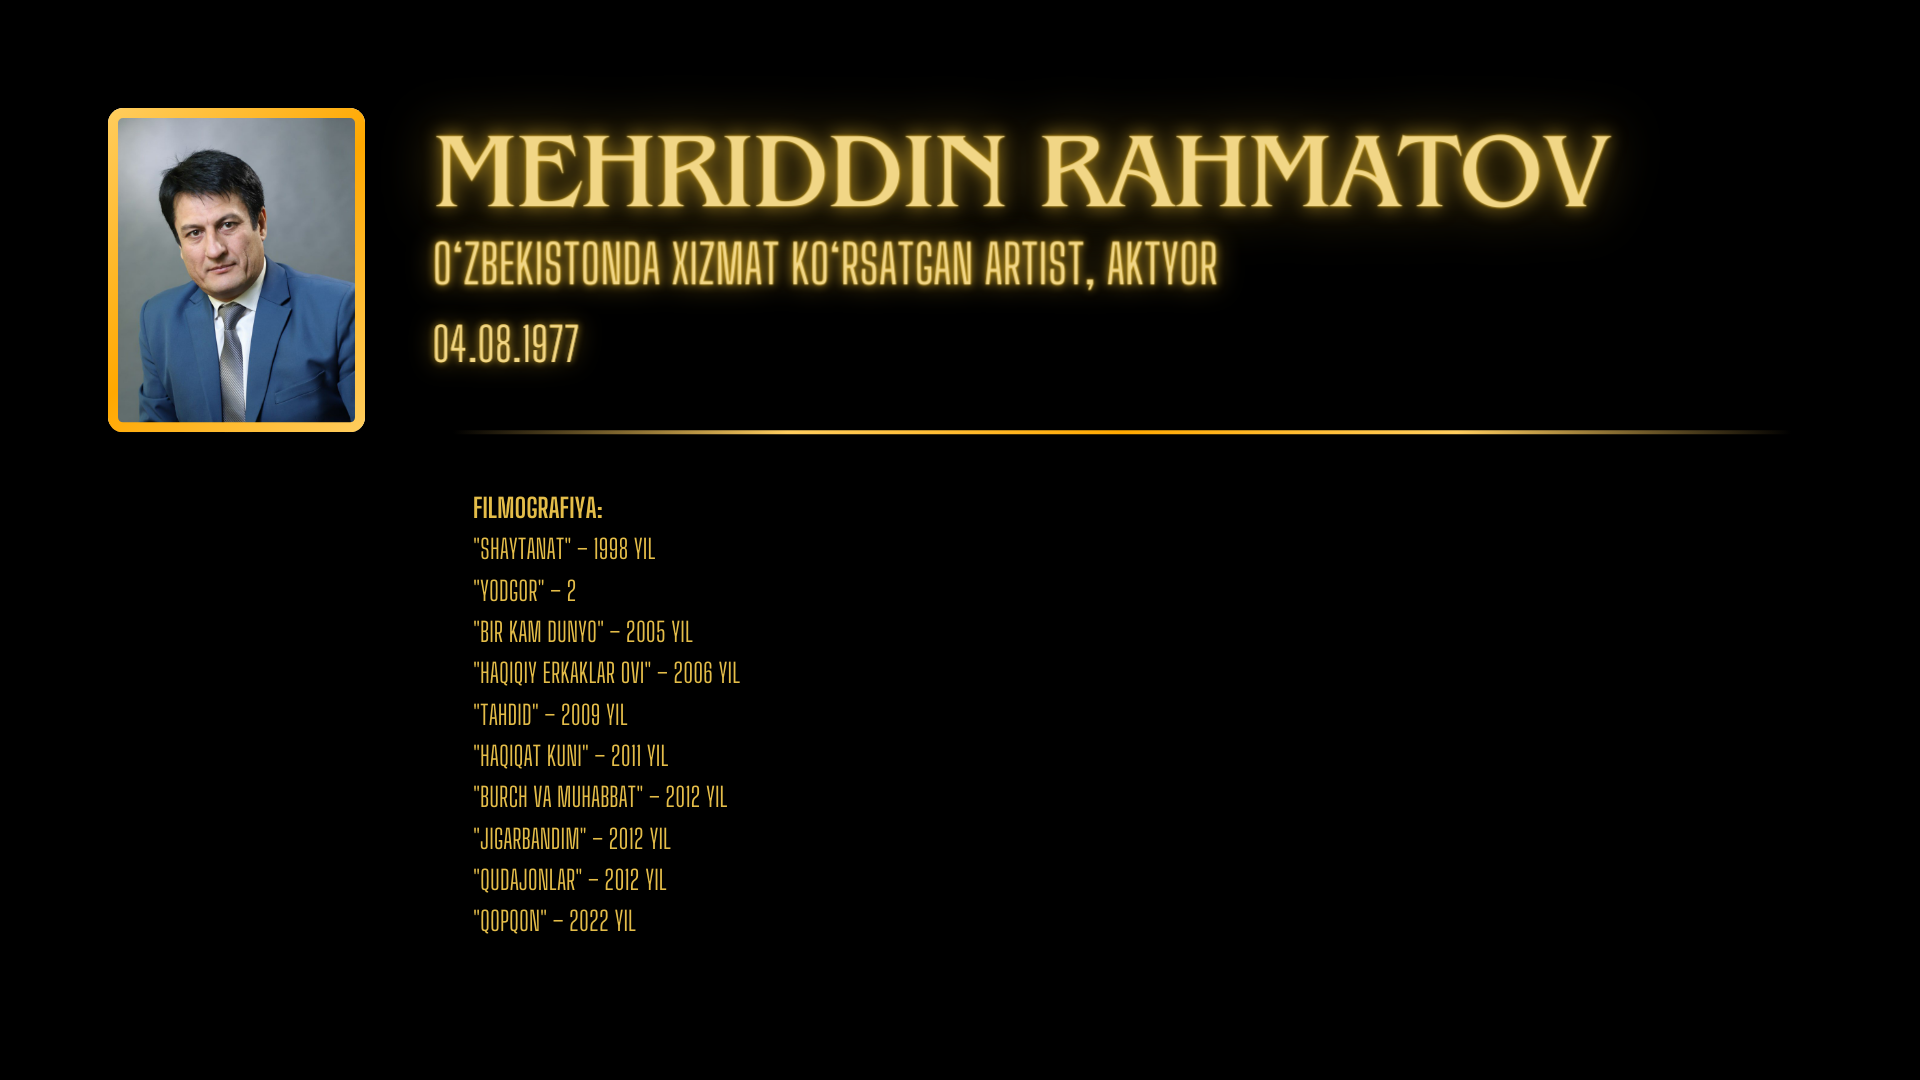 MEHRIDDIN RAHMATOV
O‘ZBEKISTONDA XIZMAT KO‘RSATGAN ARTIST, AKTYOR
04.08.1977
FILMOGRAFIYA:
"SHAYTANAT" – 1998 YIL
"YODGOR" – 2
"BIR KAM DUNYO" – 2005 YIL
"HAQIQIY ERKAKLAR OVI" – 2006 YIL
"TAHDID" – 2009 YIL
"HAQIQAT KUNI" – 2011 YIL
"BURCH VA MUHABBAT" – 2012 YIL
"JIGARBANDIM" – 2012 YIL
"QUDAJONLAR" – 2012 YIL
"QOPQON" – 2022 YIL